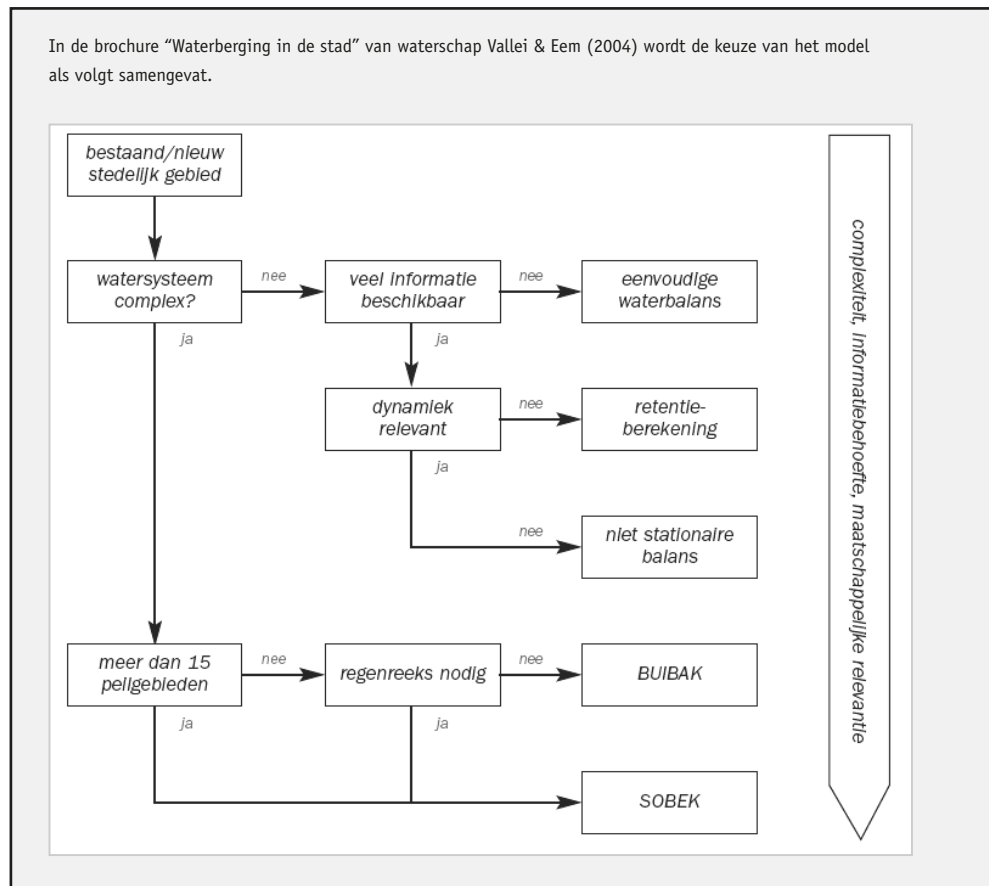 In de brochure “Waterberging in de stad” van waterschap Vallei & Eem (2004) wordt de keuze van het model
als volgt samengevat.
bestaand/nieuw
stedelijk gebied
watersysteem
complex?
nee
veel informatie
beschikbaar
nee
eenvoudige
waterbalans
ja
ja
dynamiek
relevant
nee
retentie-
berekening
ja
nee
niet stationaire
balans
meer dan 15
peilgebieden
nee
regenreeks nodig
nee
BUIBAK
ja
ja
SOBEK
complexiteit, informatiebehoefte, maatschappelijke relevantie